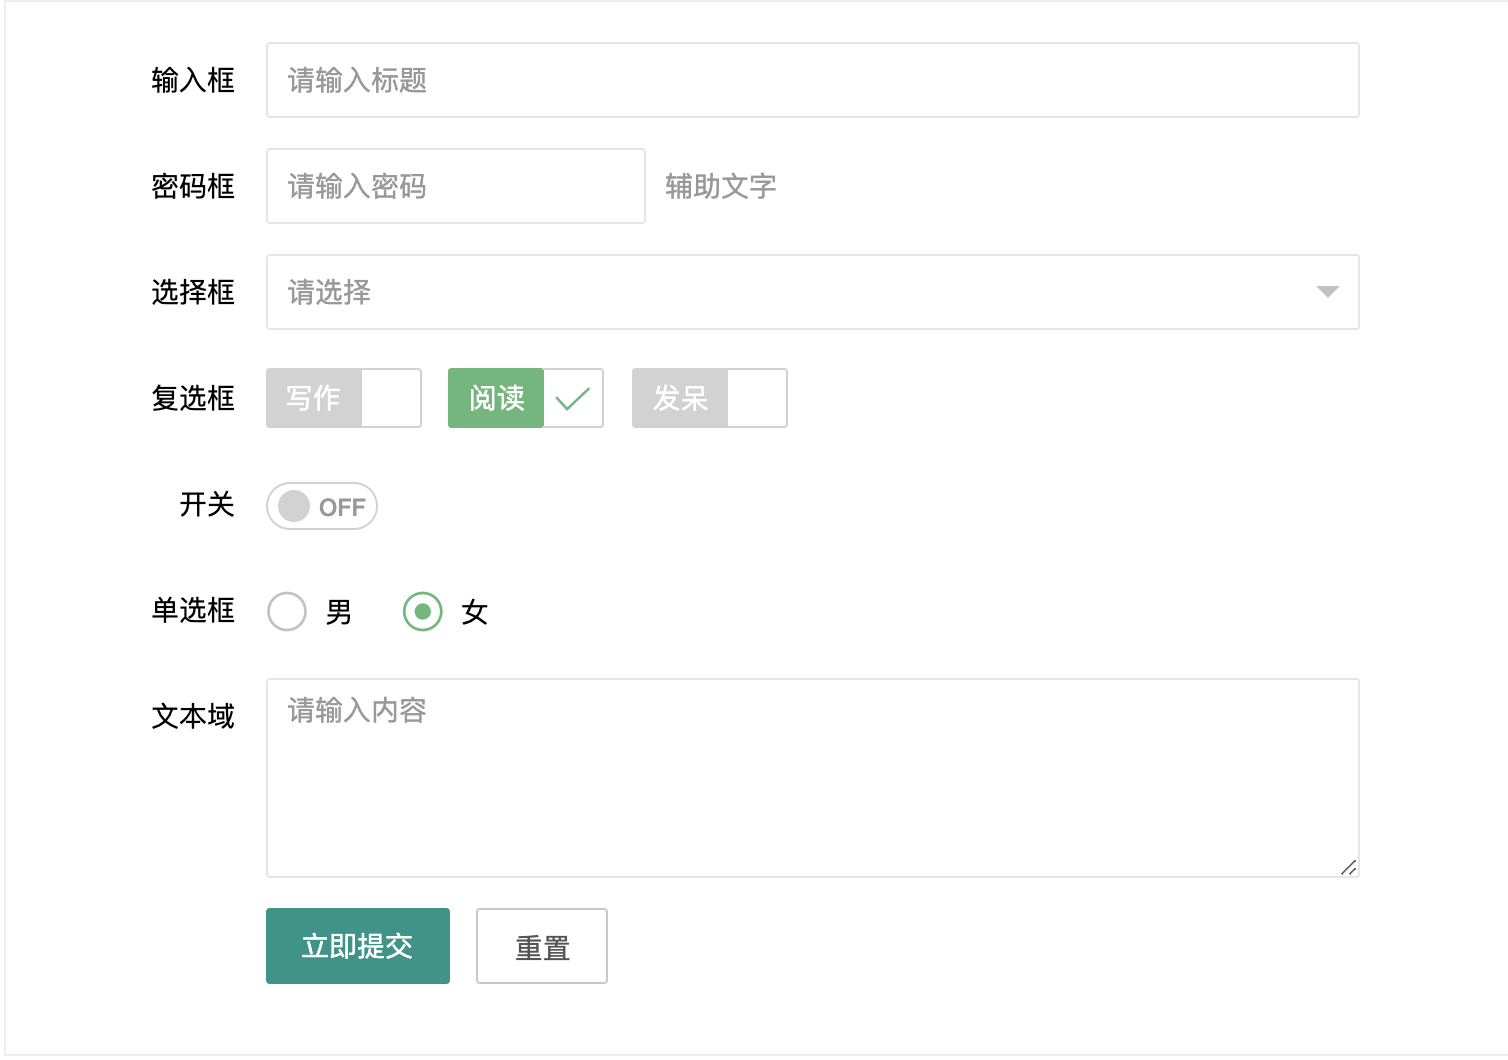 输入框 请输入标题
密码框 请输入密码 辅助文字
选择框 请选择
复选框 写作 阅读 发呆
开关 OFF
单选框 男 女
文本域 请输入内容
立即提交 重置